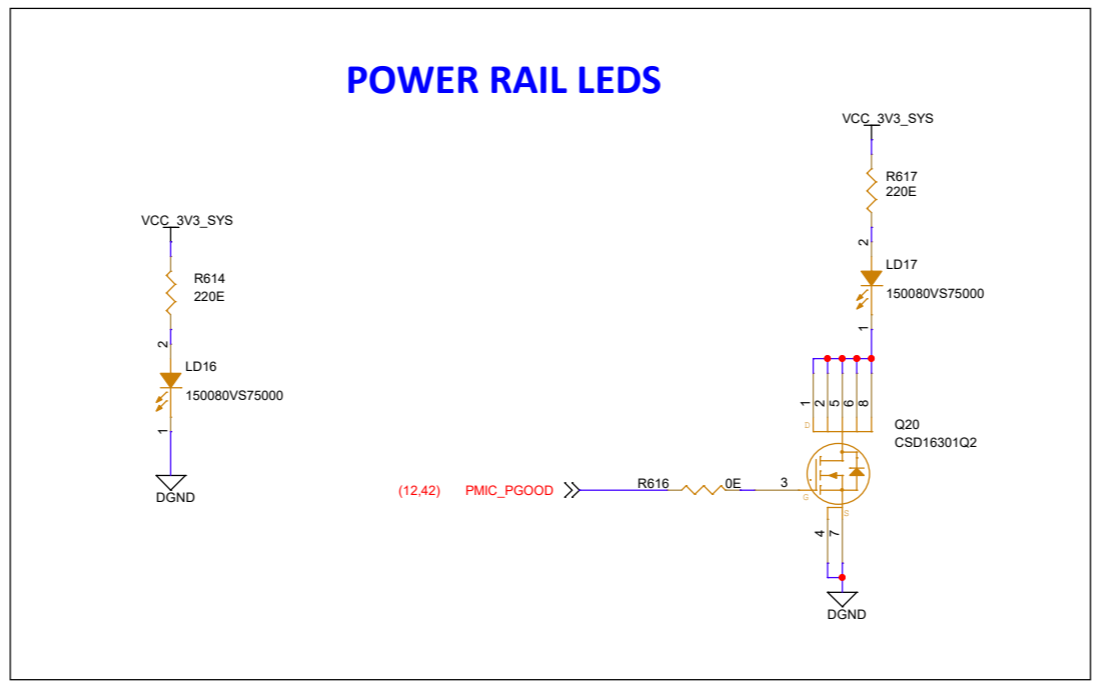 POWER RAIL LEDS
VCC_3V3_SYS
R614
220E
2
LD16
150080VS75000
1
DGND
VCC_3V3_SYS
R617
220E
2
LD17
150080VS75000
1
1 2 5 6 8
D
Q20
CSD16301Q2
(12,42) PMIC_PGOOD R616 0E 3
G
S
4 7
DGND